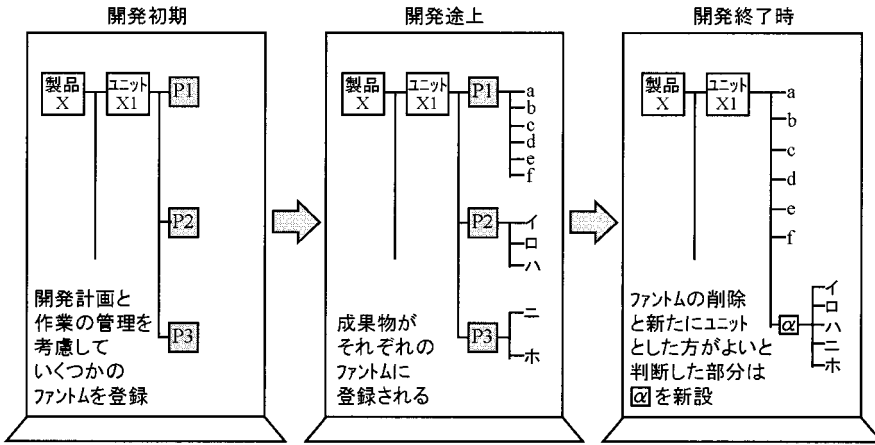 開発初期
製品
X
ユニット
X1
P1
P2
P3
開発計画と
作業の管理を
考慮して
いくつかの
ファントムを登録
開発途上
製品
X
ユニット
X1
P1
a
b
c
d
e
f
P2
イ
ロ
ハ
P3
ニ
ホ
成果物が
それぞれの
ファントムに
登録される
開発終了時
製品
X
ユニット
X1
a
b
c
d
e
f
α
イ
ロ
ハ
ニ
ホ
ファントムの削除
と新たにユニット
とした方がよいと
判断した部分は
αを新設